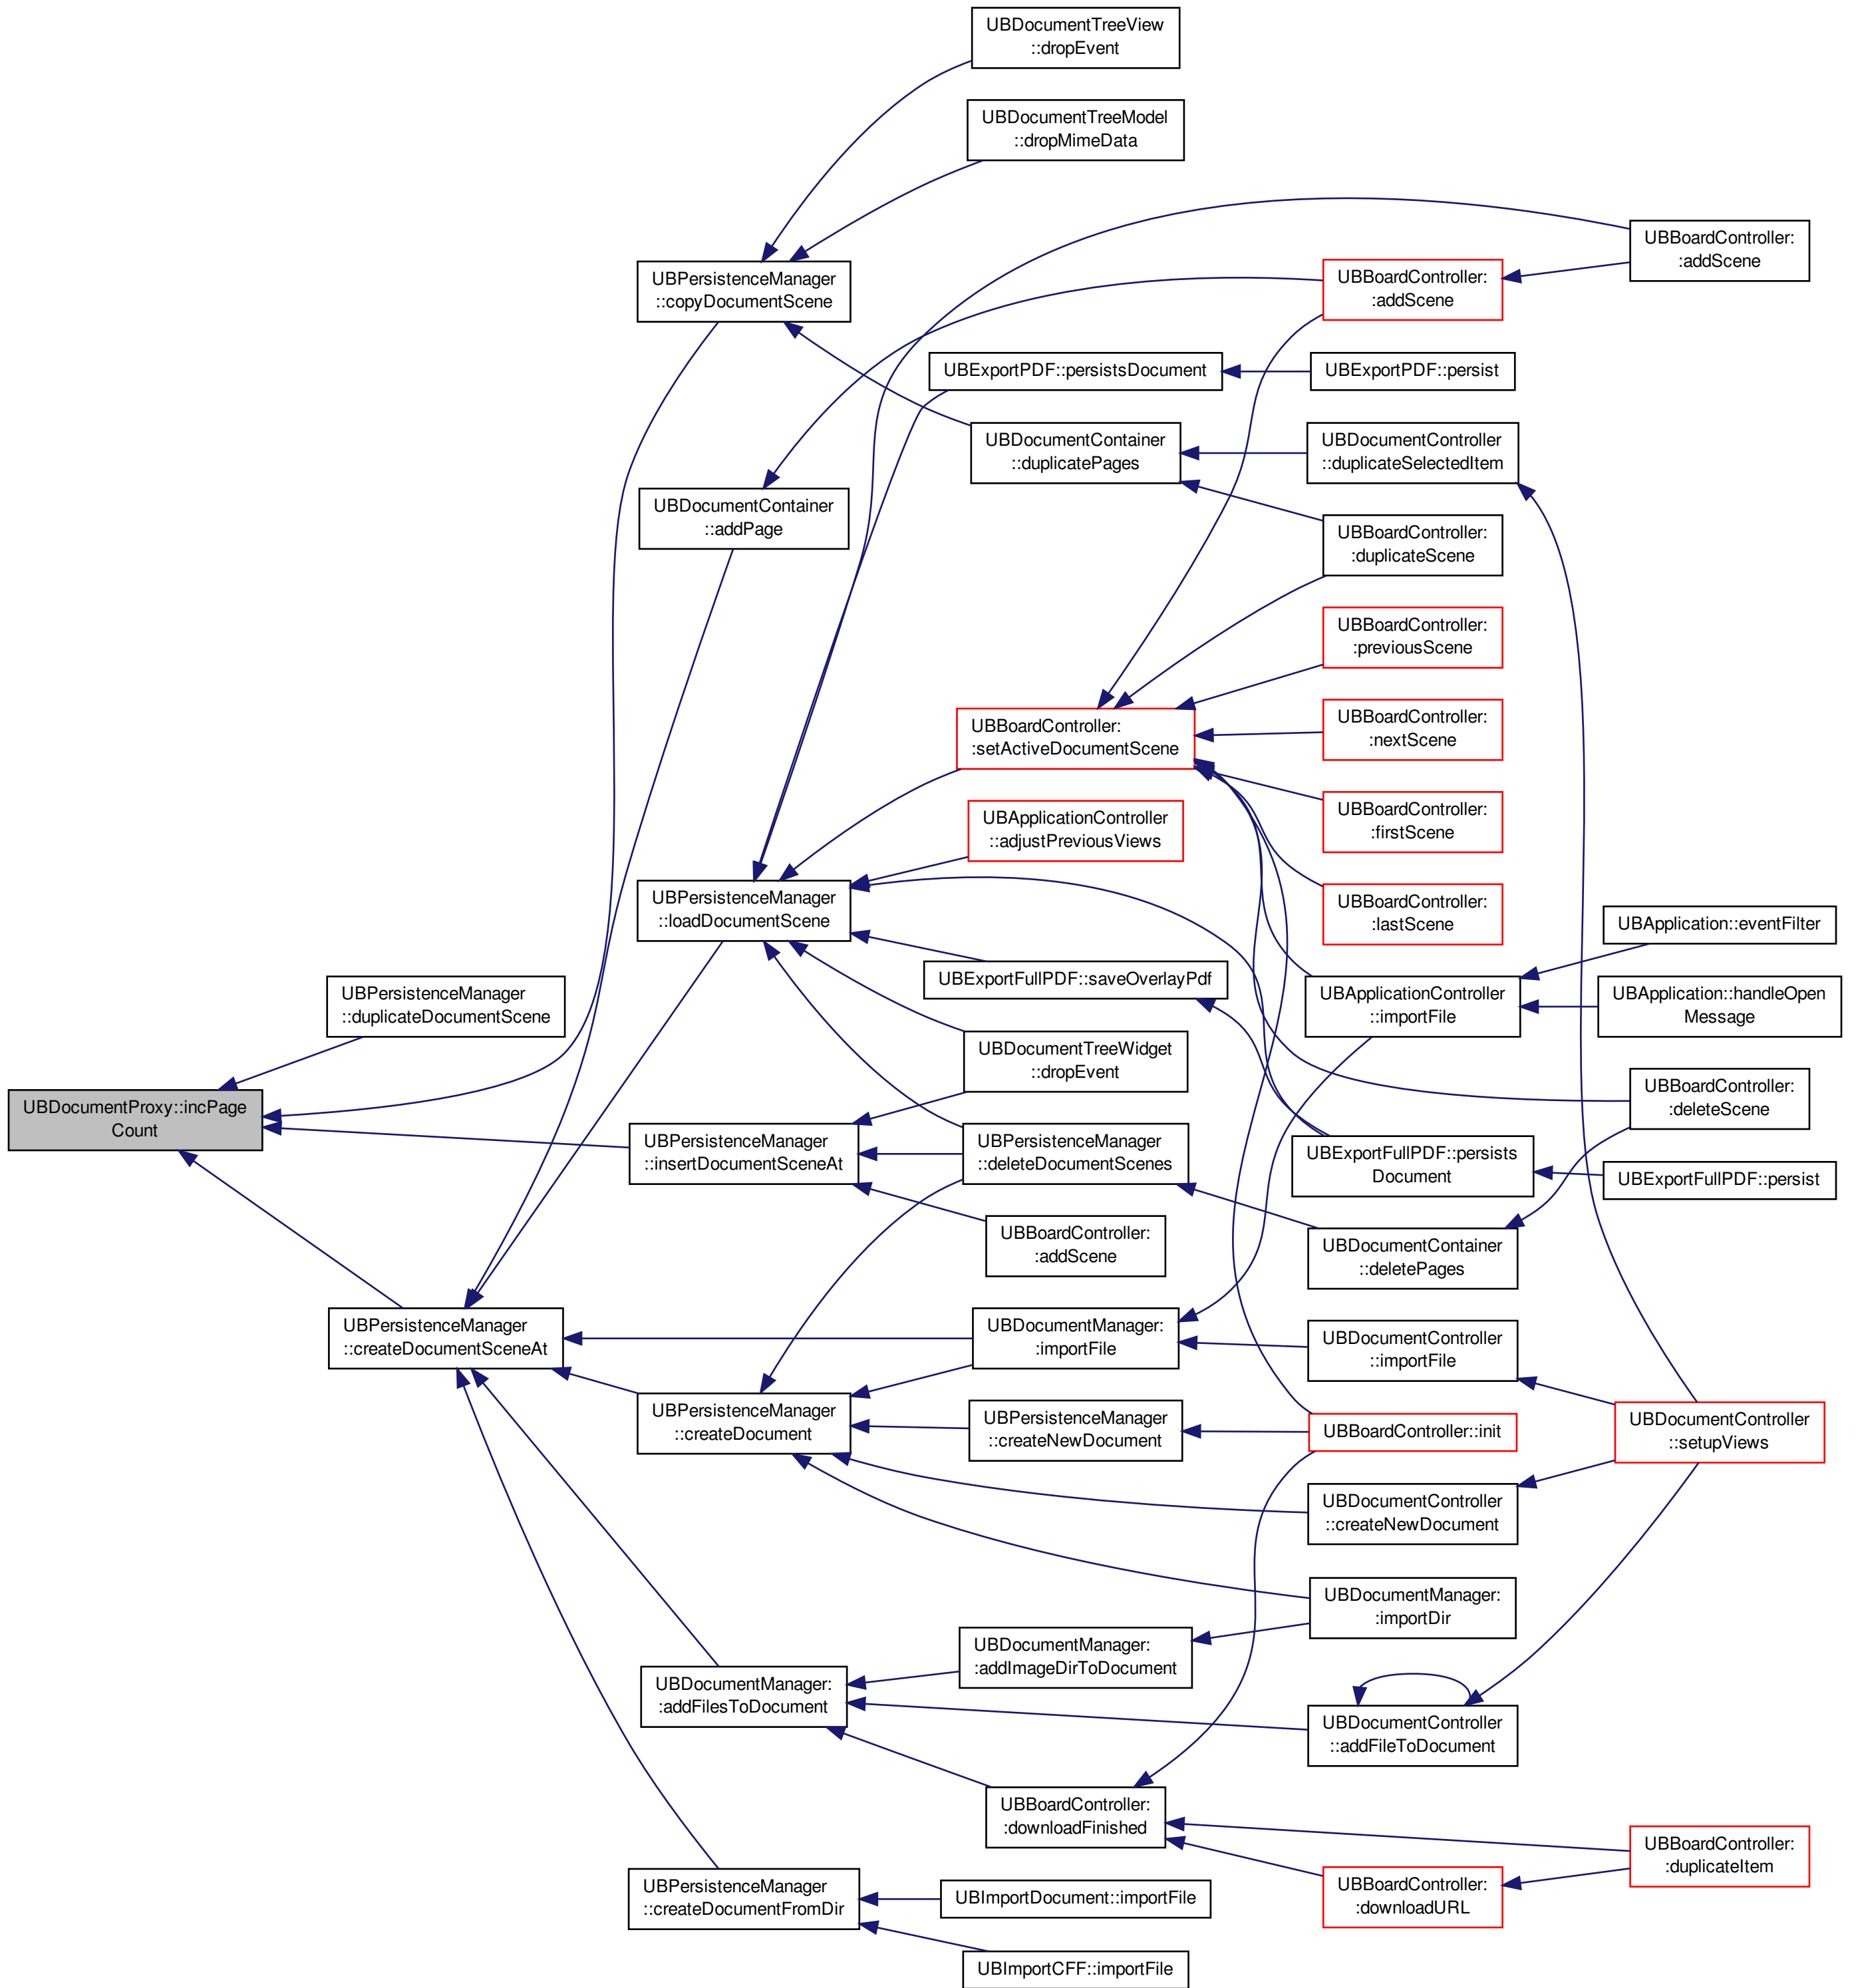 UBDocumentTreeView
::dropEvent
UBDocumentTreeModel
::dropMimeData
UBBoardController:
:addScene
UBPersistenceManager
::copyDocumentScene
UBBoardController:
:addScene
UBExportPDF::persistsDocument
UBExportPDF::persist
UBDocumentContainer
::duplicatePages
UBDocumentController
::duplicateSelectedItem
UBDocumentContainer
::addPage
UBBoardController:
:duplicateScene
UBBoardController:
:previousScene
UBBoardController:
:setActiveDocumentScene
UBBoardController:
:nextScene
UBApplicationController
::adjustPreviousViews
UBBoardController:
:firstScene
UBPersistenceManager
::loadDocumentScene
UBBoardController:
:lastScene
UBApplication::eventFilter
UBPersistenceManager
::duplicateDocumentScene
UBExportFullPDF::saveOverlayPdf
UBApplicationController
::importFile
UBApplication::handleOpen
Message
UBDocumentTreeWidget
::dropEvent
UBBoardController:
:deleteScene
UBDocumentProxy::incPage
Count
UBPersistenceManager
::insertDocumentSceneAt
UBPersistenceManager
::deleteDocumentScenes
UBExportFullPDF::persists
Document
UBExportFullPDF::persist
UBBoardController:
:addScene
UBDocumentContainer
::deletePages
UBPersistenceManager
::createDocumentSceneAt
UBDocumentManager:
:importFile
UBDocumentController
::importFile
UBPersistenceManager
::createDocument
UBPersistenceManager
::createNewDocument
UBBoardController::init
UBDocumentController
::setupViews
UBDocumentController
::createNewDocument
UBDocumentManager:
:importDir
UBDocumentManager:
:addImageDirToDocument
UBDocumentManager:
:addFilesToDocument
UBDocumentController
::addFileToDocument
UBBoardController:
:downloadFinished
UBBoardController:
:duplicateItem
UBPersistenceManager
::createDocumentFromDir
UBImportDocument::importFile
UBBoardController:
:downloadURL
UBImportCFF::importFile